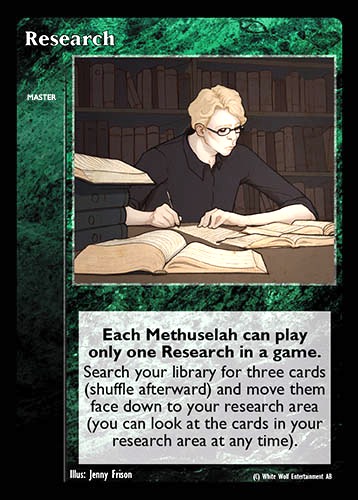 Research
MASTER
Each Methuselah can play
only one Research in a game.
Search your library for three cards
(shuffle afterward) and move them
face down to your research area
(you can look at the cards in your
research area at any time).
Illus: Jenny Frison
(C) White Wolf Entertainment AB